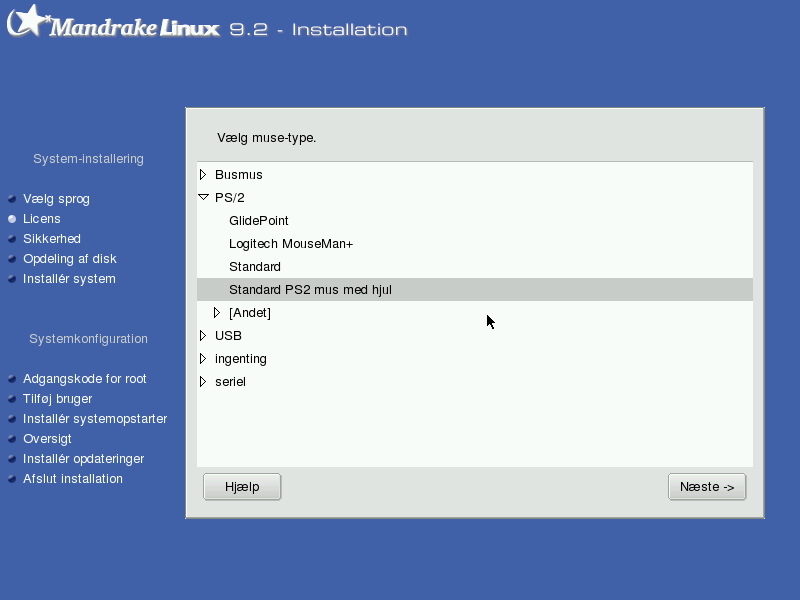 Mandrake Linux 9.2 - Installation
System-installering
Vælg sprog
Licens
Sikkerhed
Opdeling af disk
Installér system
Systemkonfiguration
Adgangskode for root
Tilføj bruger
Installér systemopstarter
Oversigt
Installér opdateringer
Afslut installation
Vælg muse-type.
Busmus
PS/2
GlidePoint
Logitech MouseMan+
Standard
Standard PS2 mus med hjul
[Andet]
USB
ingenting
seriel
Hjælp
Næste ->